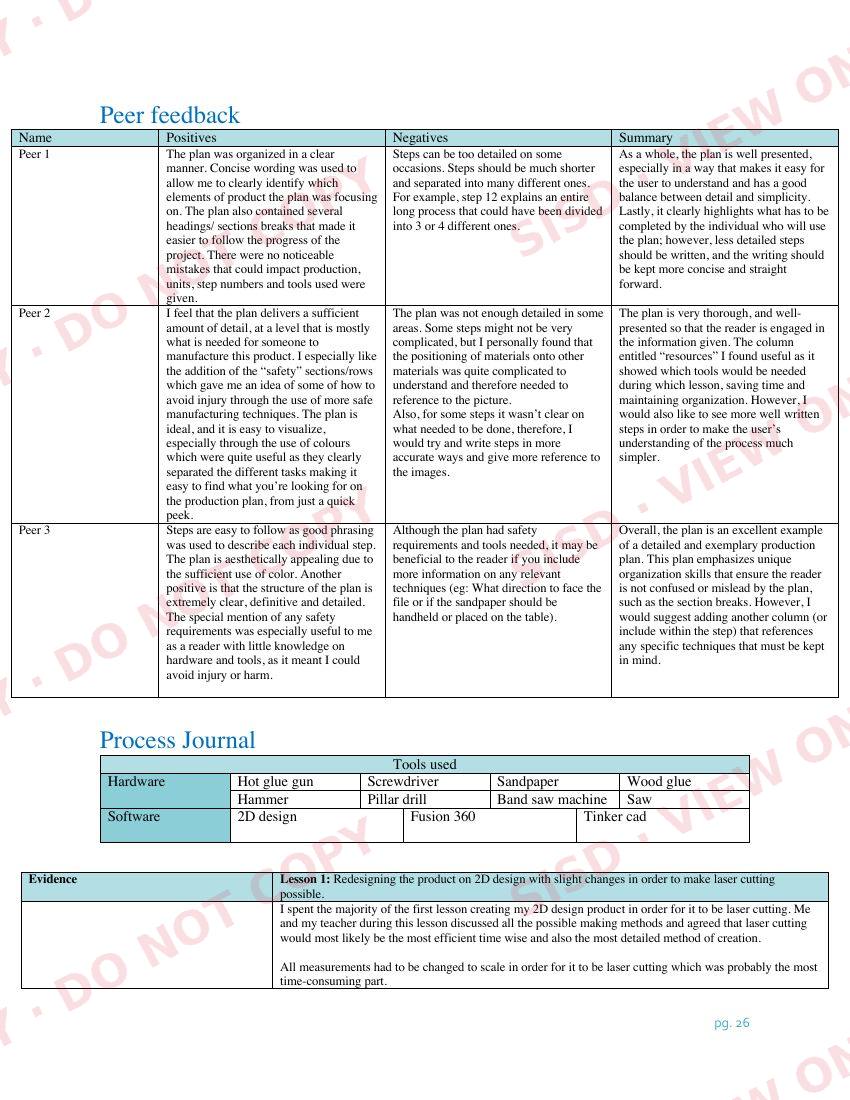 Peer feedback
Name
Positives
Negatives
Summary
Peer 1
The plan was organized in a clear
manner. Concise wording was used to
allow me to clearly identify which
elements of product the plan was focusing
on. The plan also contained several
headings/ sections breaks that made it
easier to follow the progress of the
project. There were no noticeable
mistakes that could impact production,
units, step numbers and tools used were
given.
Steps can be too detailed on some
occasions. Steps should be much shorter
and separated into many different ones.
For example, step 12 explains an entire
long process that could have been divided
into 3 or 4 different ones.
As a whole, the plan is well presented,
especially in a way that makes it easy for
the user to understand and has a good
balance between detail and simplicity.
Lastly, it clearly highlights what has to be
completed by the individual who will use
the plan; however, less detailed steps
should be written, and the writing should
be kept more concise and straight
forward.
Peer 2
I feel that the plan delivers a sufficient
amount of detail, at a level that is mostly
what is needed for someone to
manufacture this product. I especially like
the addition of the “safety” sections/rows
which gave me an idea of some of how to
avoid injury through the use of more safe
manufacturing techniques. The plan is
ideal, and it is easy to visualize,
especially through the use of colours
which were quite useful as they clearly
separated the different tasks making it
easy to find what you’re looking for on
the production plan, from just a quick
peek.
The plan was not enough detailed in some
areas. Some steps might not be very
complicated, but I personally found that
the positioning of materials onto other
materials was quite complicated to
understand and therefore needed to
reference to the picture.
Also, for some steps it wasn’t clear on
what needed to be done, therefore, I
would try and write steps in more
accurate ways and give more reference to
the images.
The plan is very thorough, and well-
presented so that the reader is engaged in
the information given. The column
entitled “resources” I found useful as it
showed which tools would be needed
during which lesson, saving time and
maintaining organization. However, I
would also like to see more well written
steps in order to make the user’s
understanding of the process much
simpler.
Peer 3
Steps are easy to follow as good phrasing
was used to describe each individual step.
The plan is aesthetically appealing due to
the sufficient use of color. Another
positive is that the structure of the plan is
extremely clear, definitive and detailed.
The special mention of any safety
requirements was especially useful to me
as a reader with little knowledge on
hardware and tools, as it meant I could
avoid injury or harm.
Although the plan had safety
requirements and tools needed, it may be
beneficial to the reader if you include
more information on any relevant
techniques (eg: What direction to face the
file or if the sandpaper should be
handheld or placed on the table).
Overall, the plan is an excellent example
of a detailed and exemplary production
plan. This plan emphasizes unique
organization skills that ensure the reader
is not confused or mislead by the plan,
such as the section breaks. However, I
would suggest adding another column (or
include within the step) that references
any specific techniques that must be kept
in mind.
Process Journal
Tools used
Hardware
Hot glue gun
Screwdriver
Sandpaper
Wood glue
Hammer
Pillar drill
Band saw machine
Saw
Software
2D design
Fusion 360
Tinker cad
Evidence
Lesson 1: Redesigning the product on 2D design with slight changes in order to make laser cutting
possible.
I spent the majority of the first lesson creating my 2D design product in order for it to be laser cutting. Me
and my teacher during this lesson discussed all the possible making methods and agreed that laser cutting
would most likely be the most efficient time wise and also the most detailed method of creation.
All measurements had to be changed to scale in order for it to be laser cutting which was probably the most
time-consuming part.
pg. 26
SISD · VIEW ON
Y · DO NOT COPY
SISD · VIEW ON
Y · DO NOT COPY
SISD · VIEW ON
Y · DO NOT COPY